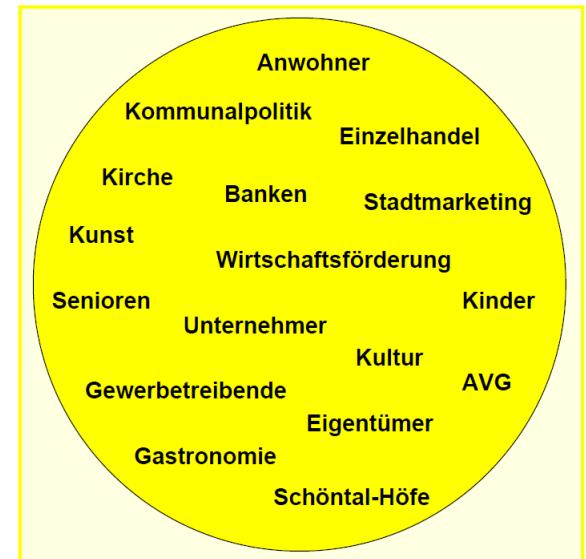 Anwohner
Kommunalpolitik
Einzelhandel
Kirche
Banken
Stadtmarketing
Kunst
Wirtschaftsförderung
Senioren
Kinder
Unternehmer
Kultur
AVG
Gewerbetreibende
Eigentümer
Gastronomie
Schöntal-Höfe